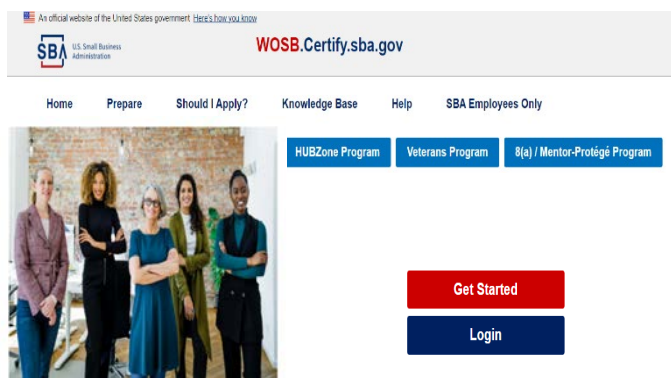 An official website of the United States government Here's how you know
SBA U.S. Small Business
Administration
WOSB.Certify.sba.gov
Home Prepare Should I Apply? Knowledge Base Help SBA Employees Only
HUBZone Program Veterans Program 8(a) / Mentor-Protégé Program
Get Started
Login